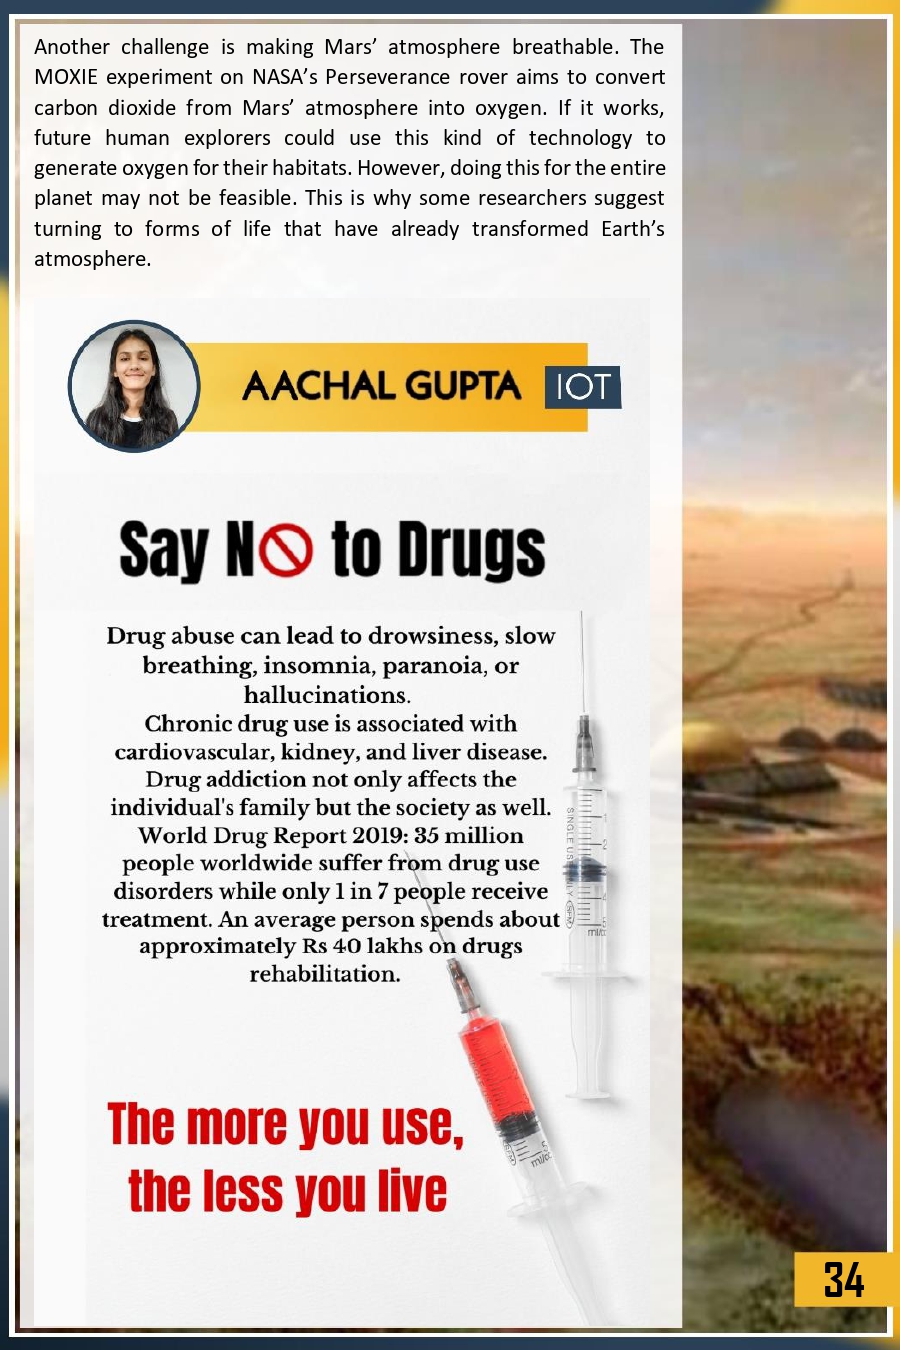 Another challenge is making Mars’ atmosphere breathable. The
MOXIE experiment on NASA’s Perseverance rover aims to convert
carbon dioxide from Mars’ atmosphere into oxygen. If it works,
future human explorers could use this kind of technology to
generate oxygen for their habitats. However, doing this for the entire
planet may not be feasible. This is why some researchers suggest
turning to forms of life that have already transformed Earth’s
atmosphere.
AACHAL GUPTA IOT
Say No to Drugs
Drug abuse can lead to drowsiness, slow
breathing, insomnia, paranoia, or
hallucinations.
Chronic drug use is associated with
cardiovascular, kidney, and liver disease.
Drug addiction not only affects the
individual's family but the society as well.
World Drug Report 2019: 35 million
people worldwide suffer from drug use
disorders while only 1 in 7 people receive
treatment. An average person spends about
approximately Rs 40 lakhs on drugs
rehabilitation.
The more you use,
the less you live
34